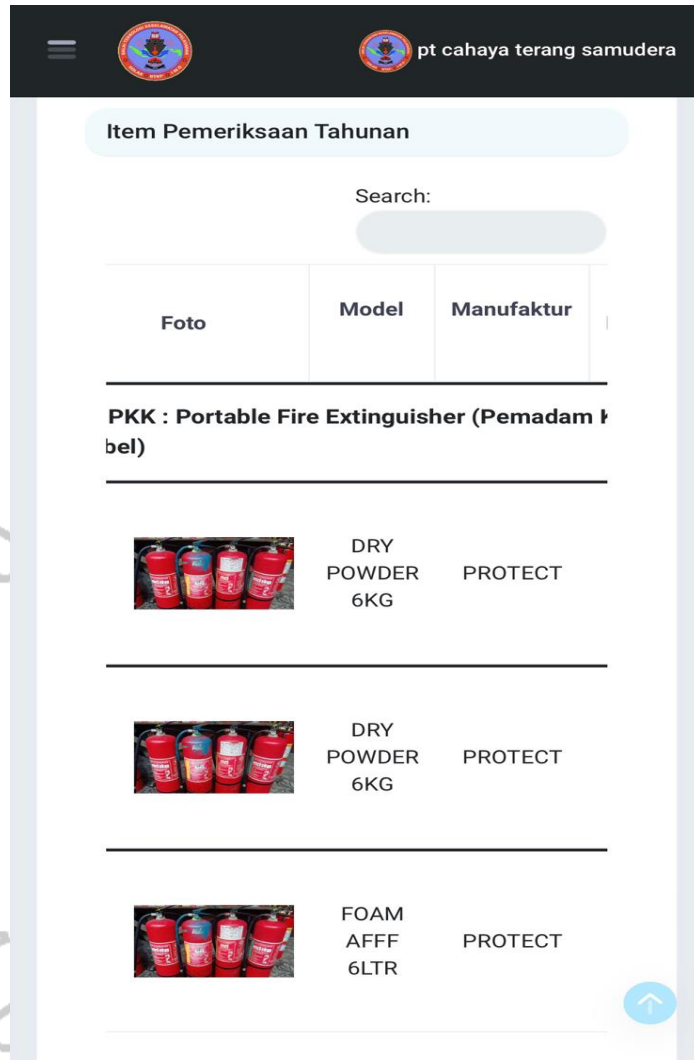 pt cahaya terang samudera
Item Pemeriksaan Tahunan
Search:
Foto
Model
Manufaktur
PKK : Portable Fire Extinguisher (Pemadam
bel)
DRY
POWDER
6KG
PROTECT
DRY
POWDER
6KG
PROTECT
FOAM
AFFF
6LTR
PROTECT